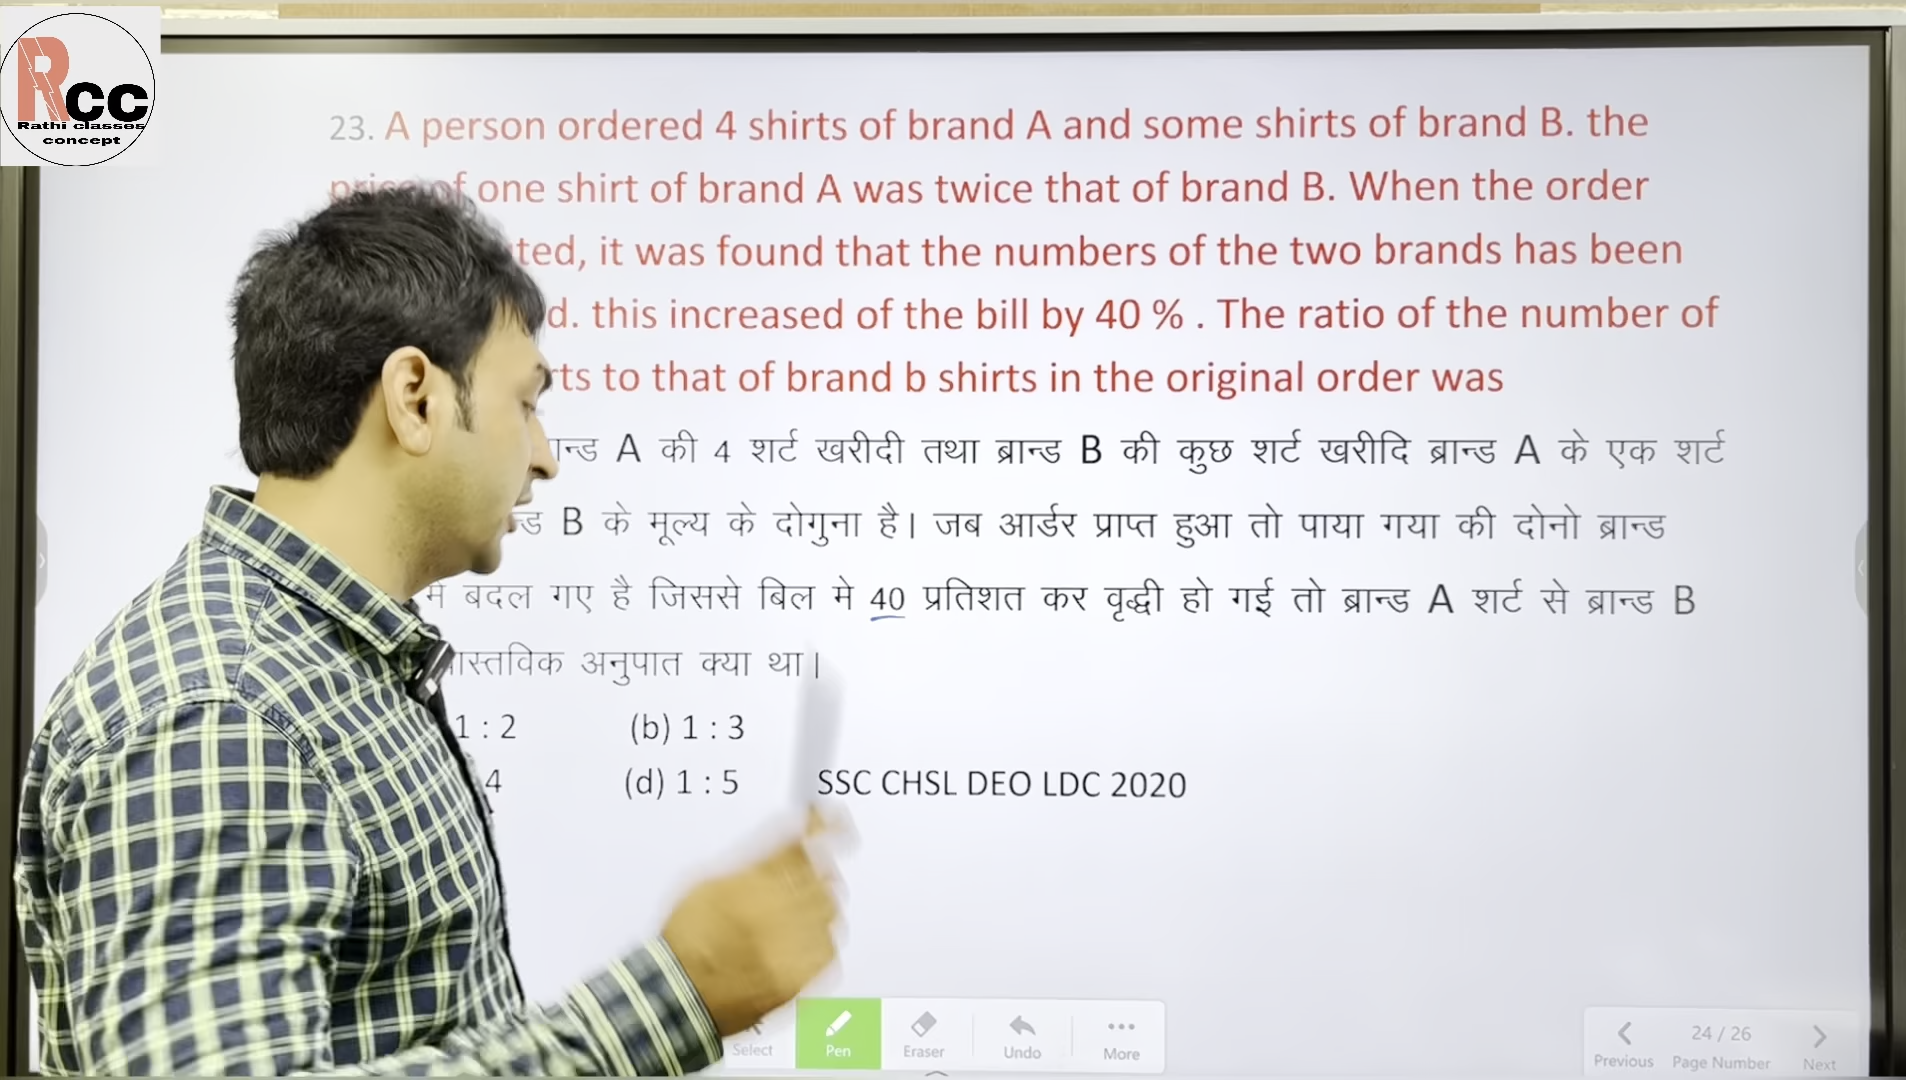 Rcc
Rathi classes
concept
23. A person ordered 4 shirts of brand A and some shirts of brand B. the
one shirt of brand A was twice that of brand B. When the order
ted, it was found that the numbers of the two brands has been
d. this increased of the bill by 40 % . The ratio of the number of
rts to that of brand b shirts in the original order was
न्ड A की 4 शर्ट खरीदी तथा ब्रान्ड B की कुछ शर्ट खरीदि ब्रान्ड A के एक शर्ट
न्ड B के मूल्य के दोगुना है। जब आर्डर प्राप्त हुआ तो पाया गया की दोनो ब्रान्ड
में बदल गए है जिससे बिल मे 40 प्रतिशत कर वृद्धी हो गई तो ब्रान्ड A शर्ट से ब्रान्ड B
ास्तविक अनुपात क्या था।
1 : 2 (b) 1 : 3
4 (d) 1 : 5 SSC CHSL DEO LDC 2020
Select Pen Eraser Undo More
24 / 26
Previous Page Number Next